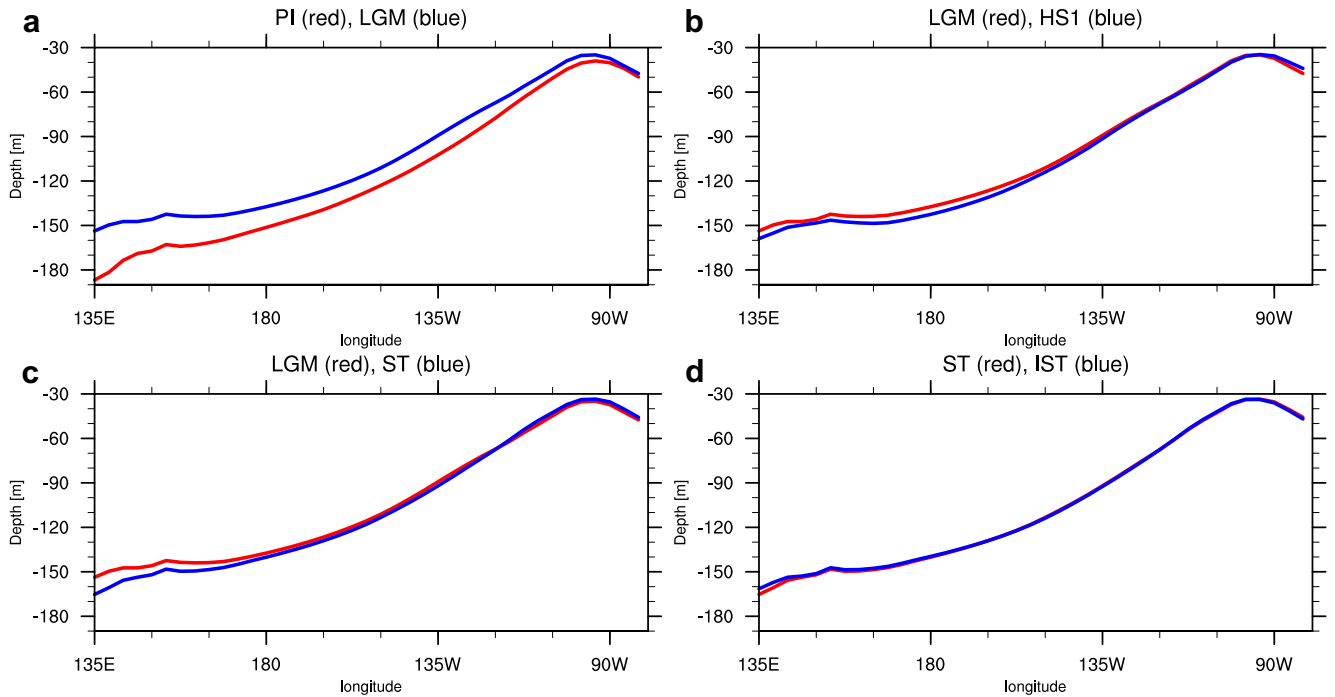 a
PI (red), LGM (blue)
-30
-60
-90
-120
-150
-180
Depth [m]
135E
180
135W
90W
longitude
b
LGM (red), HS1 (blue)
-30
-60
-90
-120
-150
-180
Depth [m]
135E
180
135W
90W
longitude
c
LGM (red), ST (blue)
-30
-60
-90
-120
-150
-180
Depth [m]
135E
180
135W
90W
longitude
d
ST (red), IST (blue)
-30
-60
-90
-120
-150
-180
Depth [m]
135E
180
135W
90W
longitude